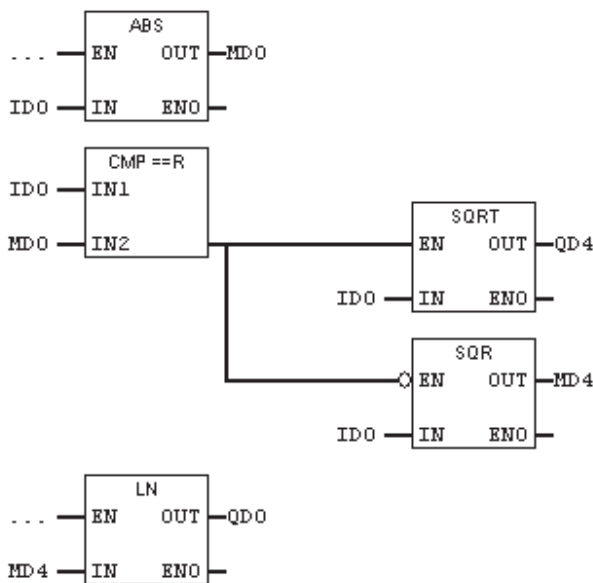 ABS
... EN OUT MD0
ID0 IN ENO
CMP ==R
ID0 IN1
MD0 IN2
SQRT
EN OUT QD4
ID0 IN ENO
SQR
EN OUT MD4
ID0 IN ENO
LN
... EN OUT QD0
MD4 IN ENO